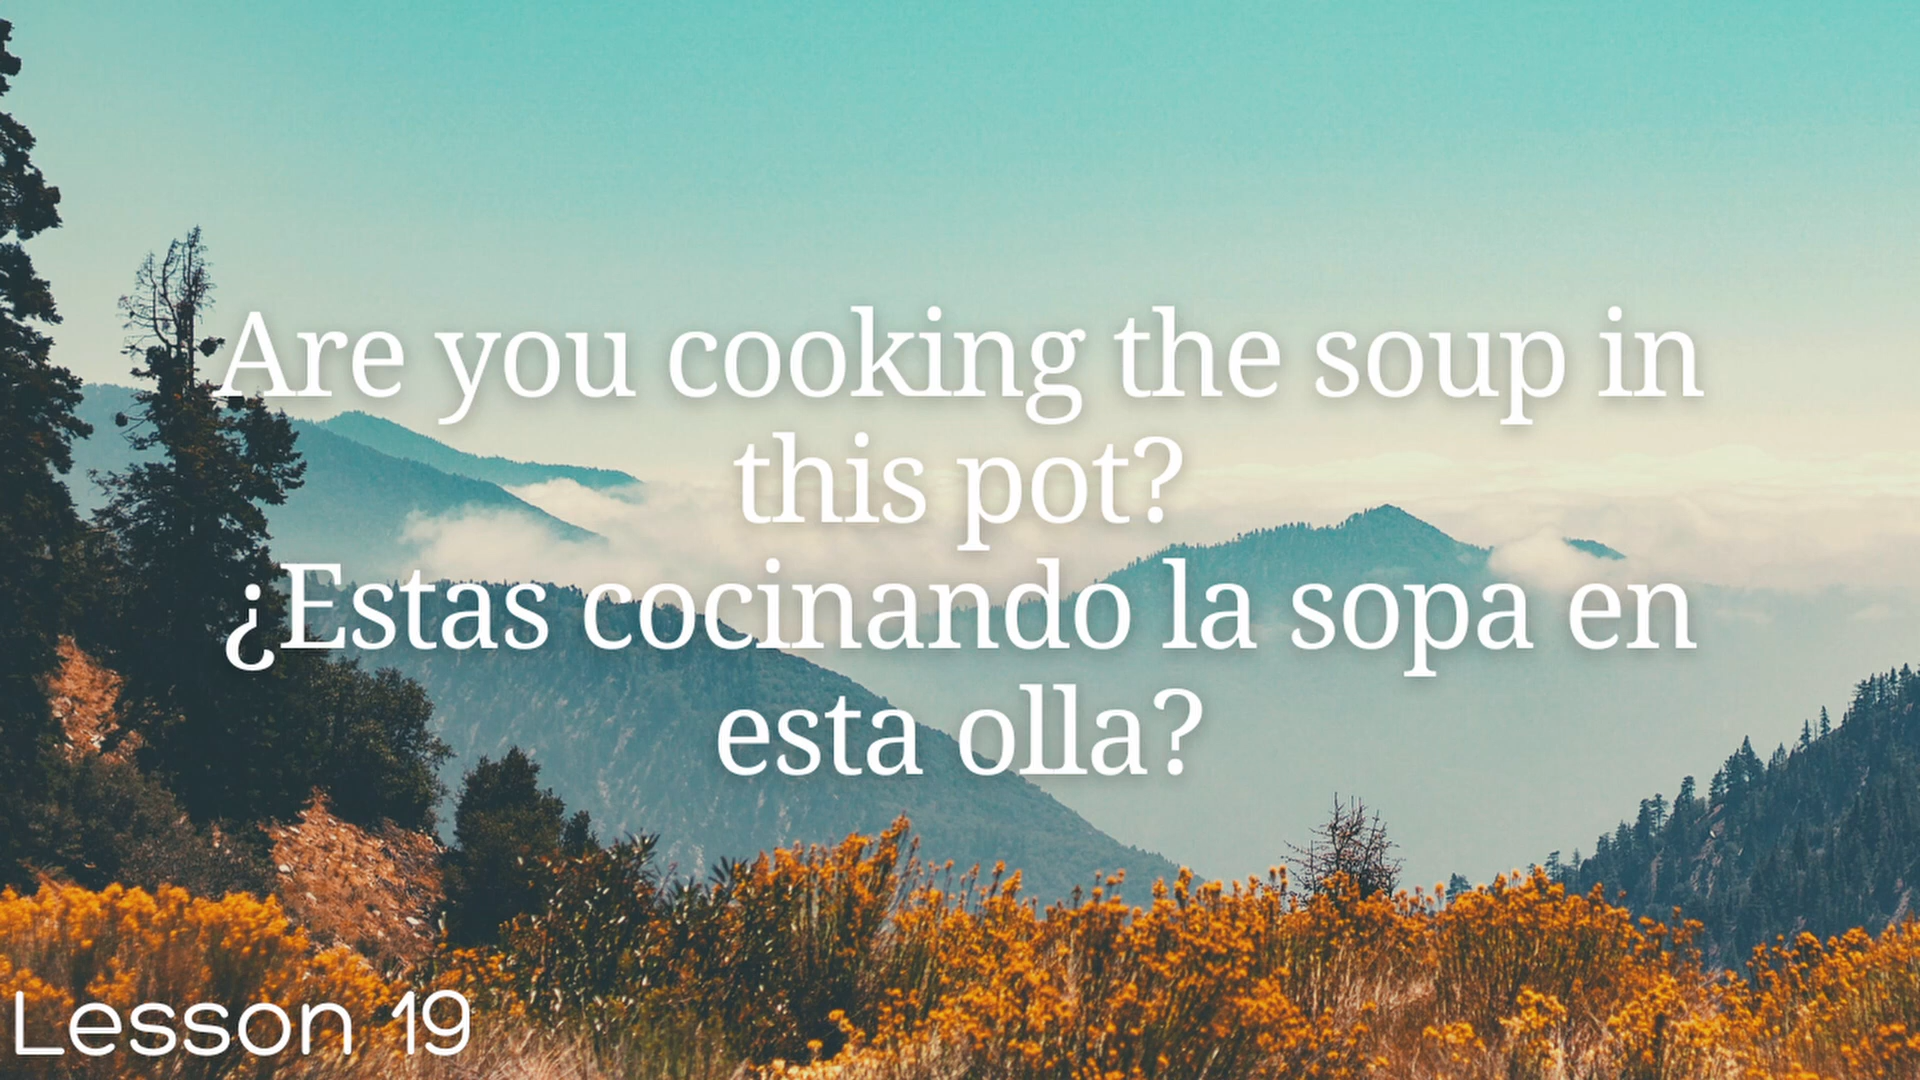 Are you cooking the soup in
this pot?
¿Estas cocinando la sopa en
esta olla?
Lesson 19